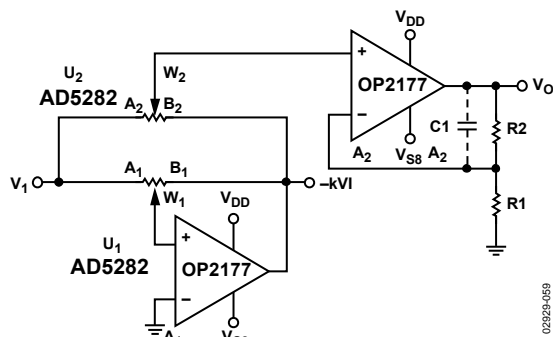 VDD
U2
AD5282
W2
+
OP2177
VO
A2 B2
C1
R2
−
A2
VS8
A2
V1
A1 B1
−kVI
W1
VDD
R1
U1
AD5282
+
OP2177
−
02929-059